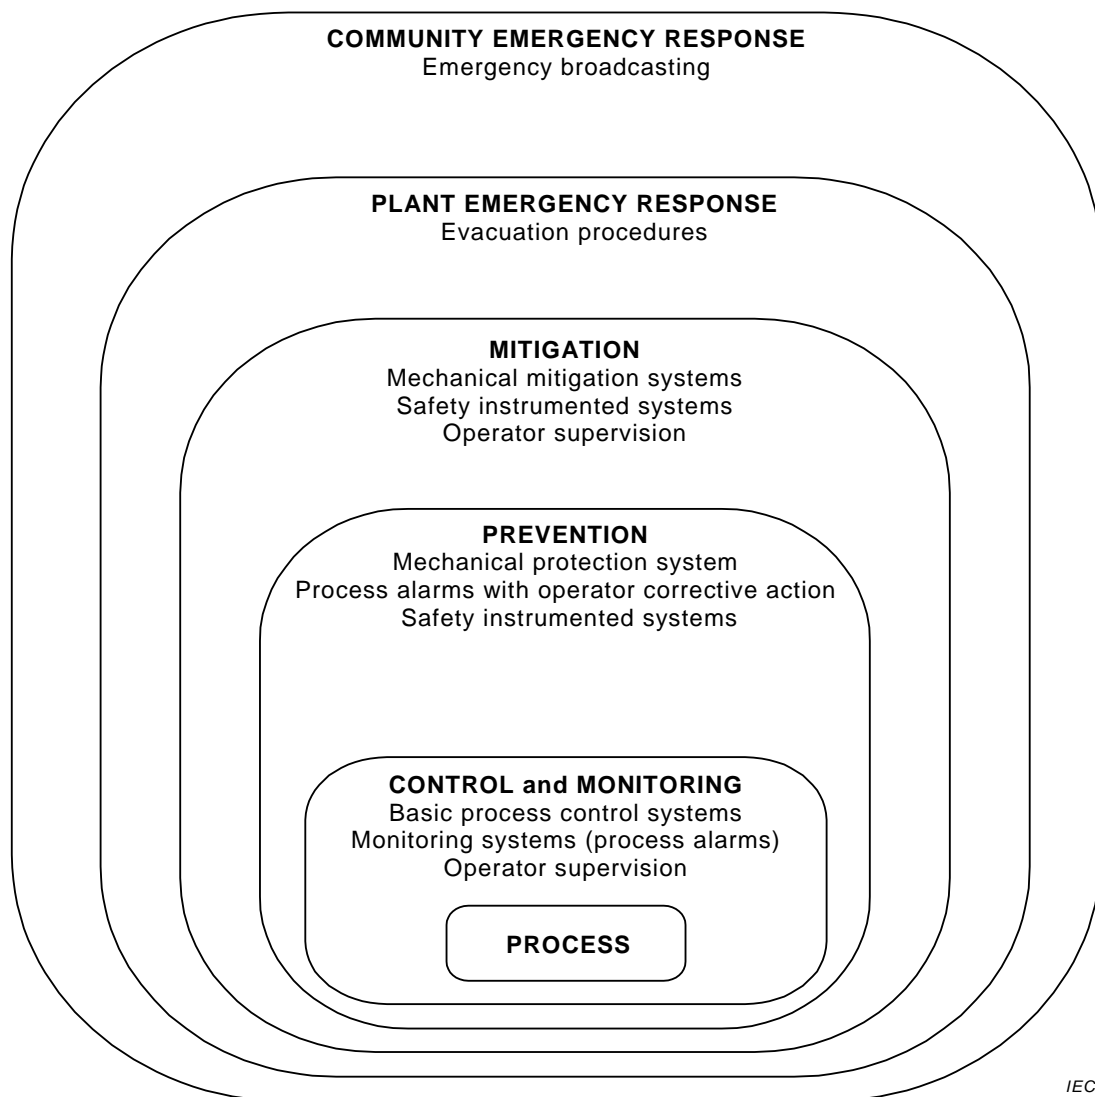 COMMUNITY EMERGENCY RESPONSE
Emergency broadcasting
PLANT EMERGENCY RESPONSE
Evacuation procedures
MITIGATION
Mechanical mitigation systems
Safety instrumented systems
Operator supervision
PREVENTION
Mechanical protection system
Process alarms with operator corrective action
Safety instrumented systems
CONTROL and MONITORING
Basic process control systems
Monitoring systems (process alarms)
Operator supervision
PROCESS
IEC